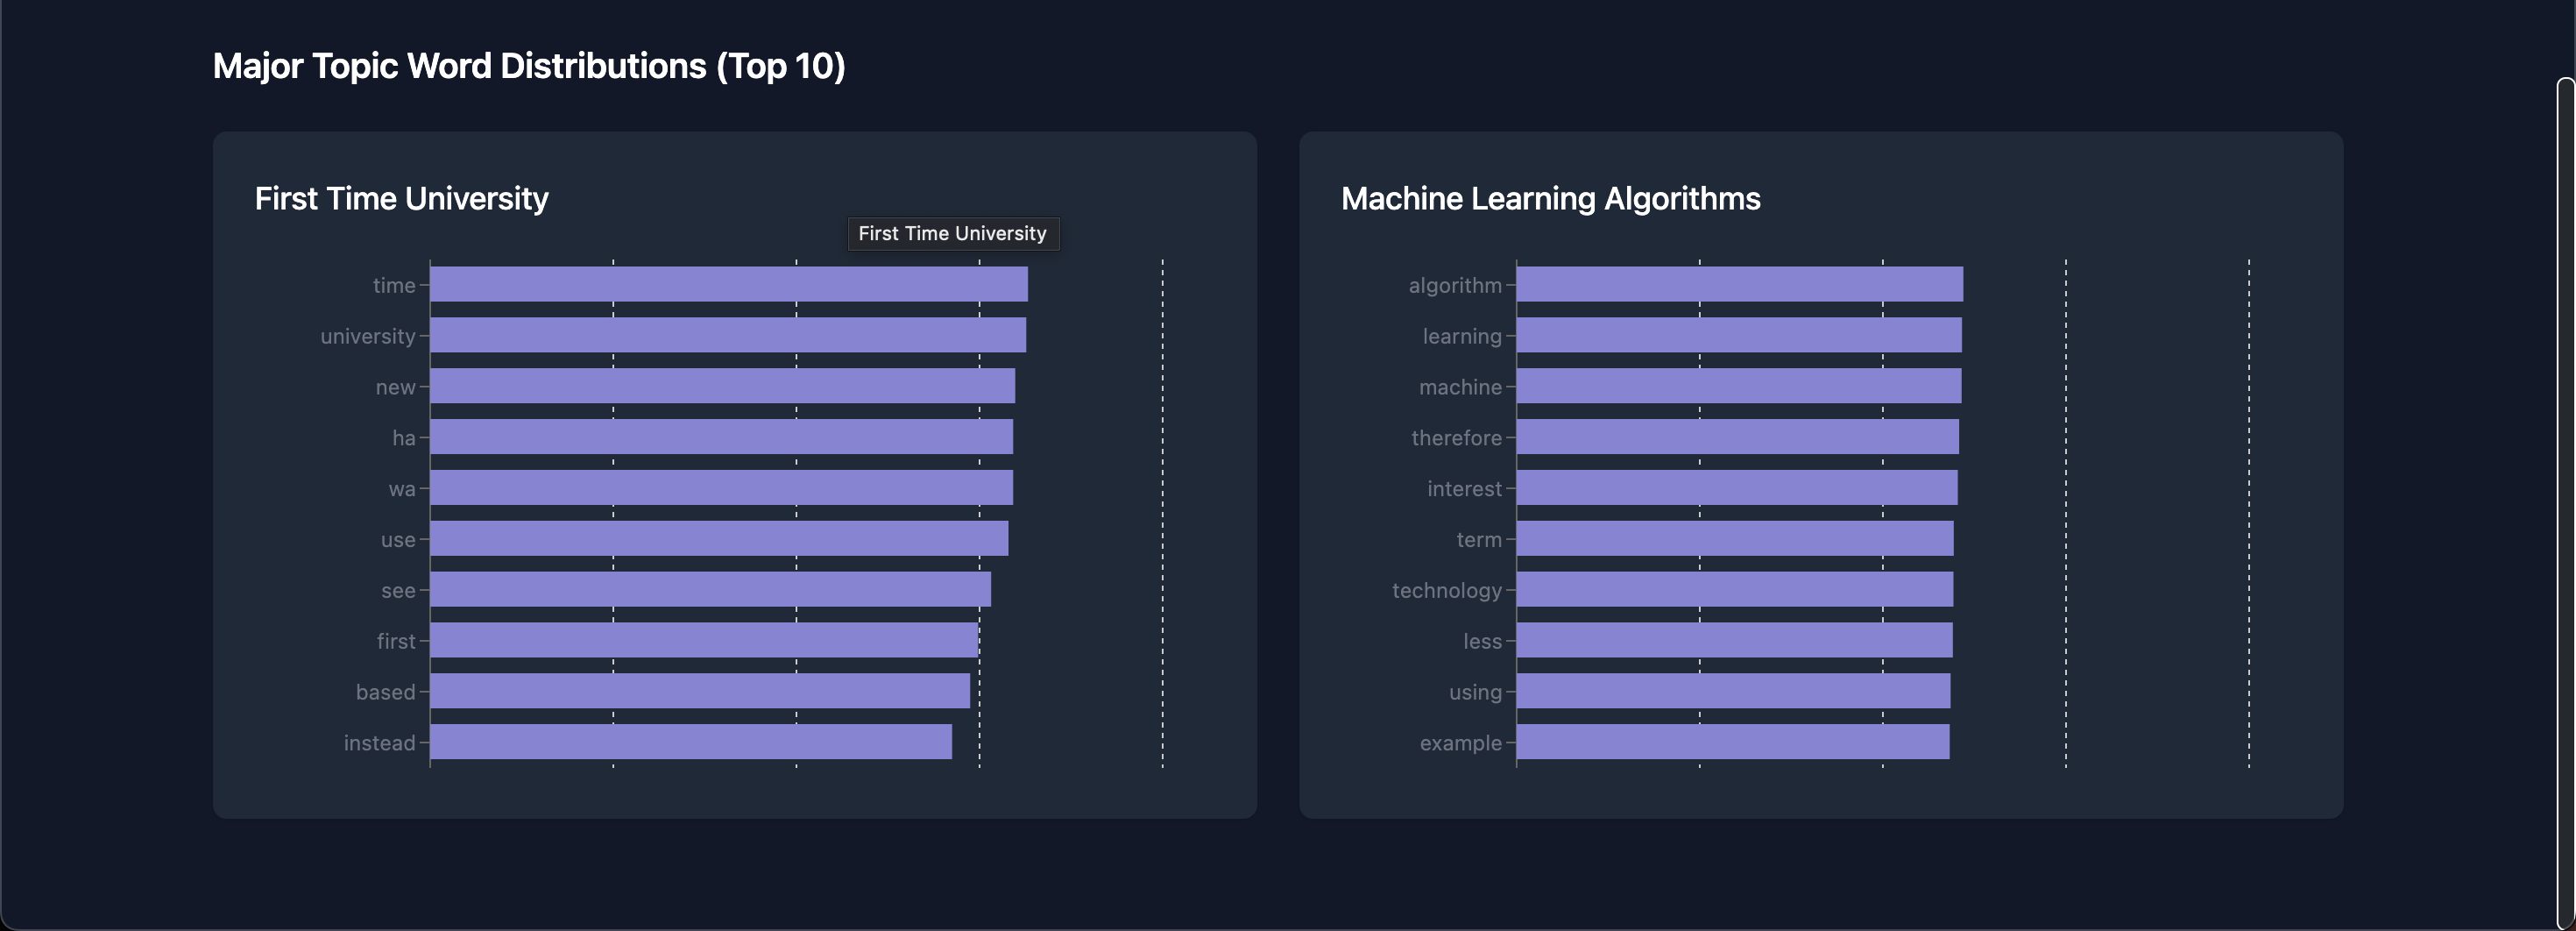 Major Topic Word Distributions (Top 10)
First Time University
First Time University
time
university
new
ha
wa
use
see
first
based
instead
Machine Learning Algorithms
algorithm
learning
machine
therefore
interest
term
technology
less
using
example